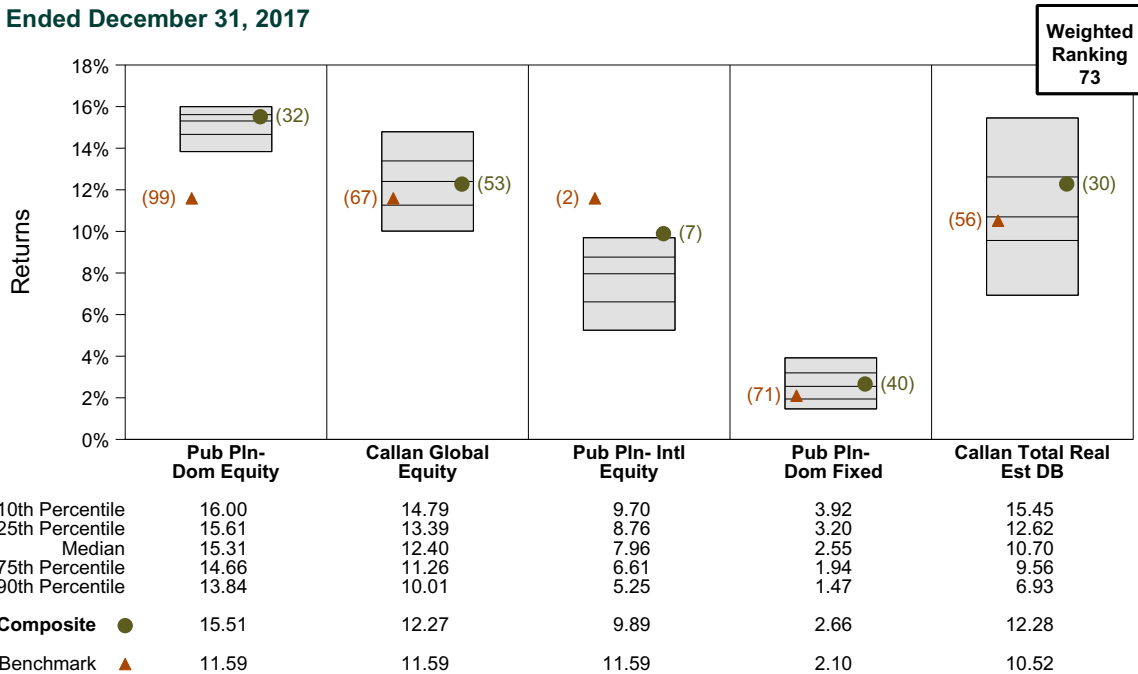 Ended December 31, 2017
Weighted
Ranking
73
Returns
18%
16%
14%
12%
10%
8%
6%
4%
2%
0%
(32)
(99)
(53)
(67)
(2)
(7)
(40)
(71)
(30)
(56)
Pub Pln- Dom Equity
Callan Global Equity
Pub Pln- Intl Equity
Pub Pln- Dom Fixed
Callan Total Real Est DB
10th Percentile 16.00 14.79 9.70 3.92 15.45
25th Percentile 15.61 13.39 8.76 3.20 12.62
Median 15.31 12.40 7.96 2.55 10.70
75th Percentile 14.66 11.26 6.61 1.94 9.56
90th Percentile 13.84 10.01 5.25 1.47 6.93
Composite 15.51 12.27 9.89 2.66 12.28
Benchmark 11.59 11.59 11.59 2.10 10.52